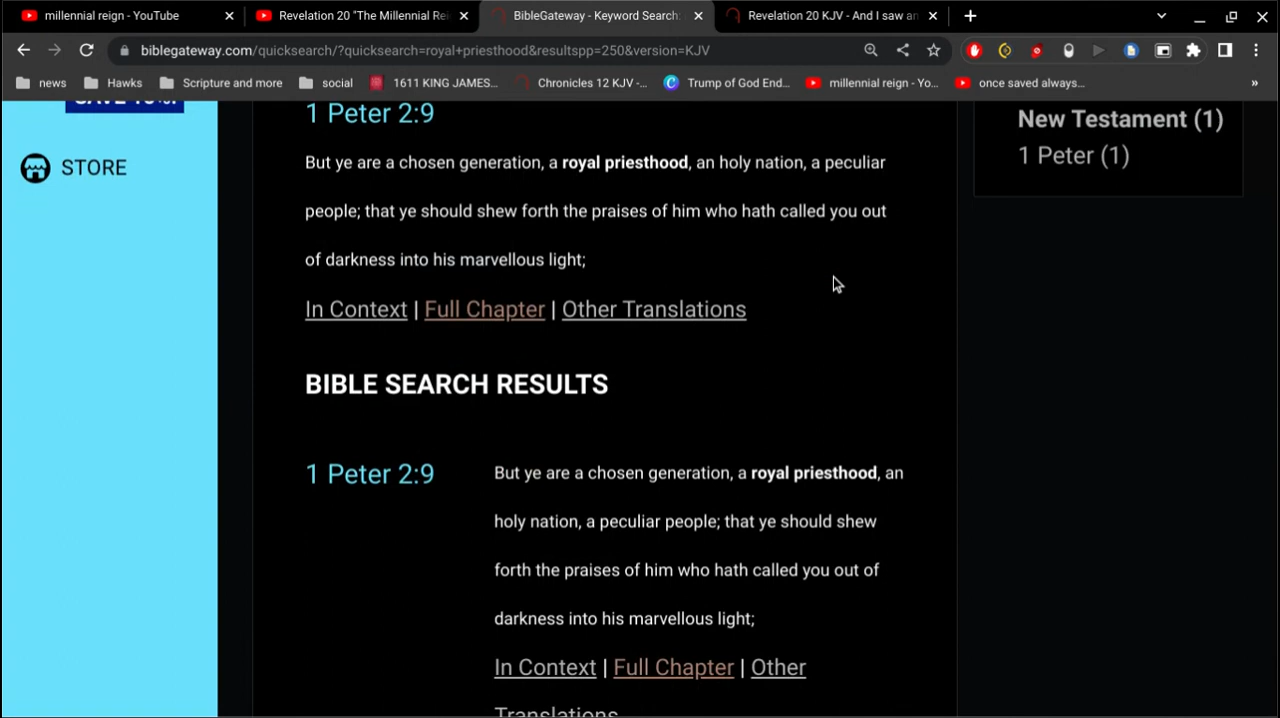 millennial reign - YouTube
Revelation 20 "The Millennial Rei
BibleGateway - Keyword Search:
Revelation 20 KJV - And I saw an
biblegateway.com/quicksearch/?quicksearch=royal+priesthood&resultspp=250&version=KJV
news
Hawks
Scripture and more
social
1611 KING JAMES...
Chronicles 12 KJV -...
Trump of God End...
millennial reign - Yo...
once saved always...
»
STORE
1 Peter 2:9
But ye are a chosen generation, a royal priesthood, an holy nation, a peculiar
people; that ye should shew forth the praises of him who hath called you out
of darkness into his marvellous light;
In Context | Full Chapter | Other Translations
BIBLE SEARCH RESULTS
1 Peter 2:9
But ye are a chosen generation, a royal priesthood, an
holy nation, a peculiar people; that ye should shew
forth the praises of him who hath called you out of
darkness into his marvellous light;
In Context | Full Chapter | Other
Translations
New Testament (1)
1 Peter (1)